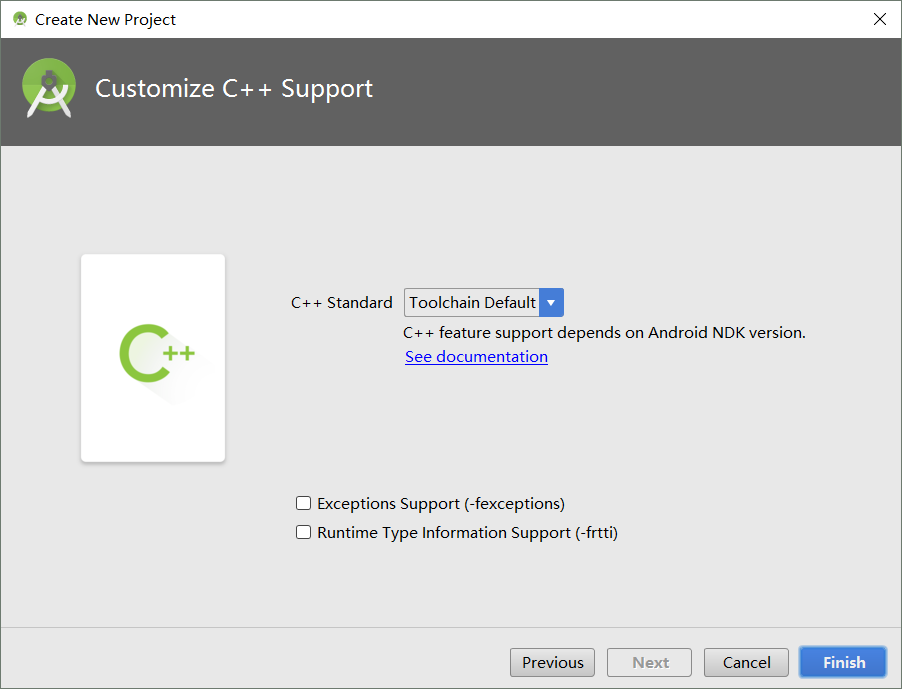 Create New Project
Customize C++ Support
C++
C++ Standard
Toolchain Default
C++ feature support depends on Android NDK version.
See documentation
Exceptions Support (-fexceptions)
Runtime Type Information Support (-frtti)
Previous
Next
Cancel
Finish